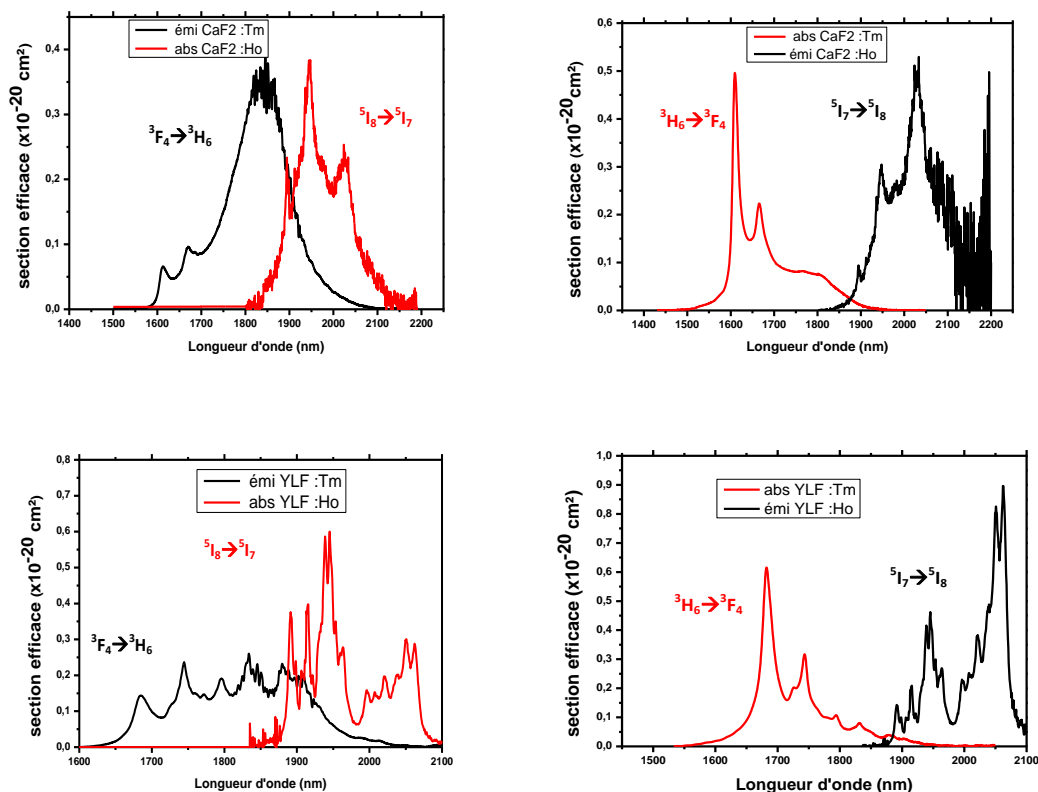 émi CaF2 :Tm
abs CaF2 :Ho
³F₄→³H₆
⁵I₈→⁵I₇
section efficace (x10⁻²⁰ cm²)
0,4
0,3
0,2
0,1
0,0
1400 1500 1600 1700 1800 1900 2000 2100 2200
Longueur d'onde (nm)
abs CaF2 :Tm
émi CaF2 :Ho
³H₆→³F₄
⁵I₇→⁵I₈
section efficace (x10⁻²⁰cm²)
0,6
0,5
0,4
0,3
0,2
0,1
0,0
1400 1500 1600 1700 1800 1900 2000 2100 2200
Longueur d'onde (nm)
émi YLF :Tm
abs YLF :Ho
⁵I₈→⁵I₇
³F₄→³H₆
section efficace (x10⁻²⁰ cm²)
0,8
0,7
0,6
0,5
0,4
0,3
0,2
0,1
0,0
1600 1700 1800 1900 2000 2100
Longueur d'onde (nm)
abs YLF :Tm
émi YLF :Ho
³H₆→³F₄
⁵I₇→⁵I₈
section efficace (x10⁻²⁰ cm²)
1,0
0,9
0,8
0,7
0,6
0,5
0,4
0,3
0,2
0,1
0,0
1500 1600 1700 1800 1900 2000 2100
Longueur d'onde (nm)